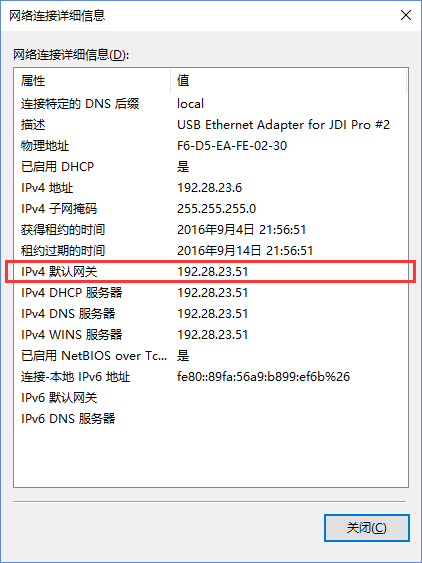 网络连接详细信息
网络连接详细信息(D):
属性 值
连接特定的 DNS 后缀 local
描述 USB Ethernet Adapter for JDI Pro #2
物理地址 F6-D5-EA-FE-02-30
已启用 DHCP 是
IPv4 地址 192.28.23.6
IPv4 子网掩码 255.255.255.0
获得租约的时间 2016年9月4日 21:56:51
租约过期的时间 2016年9月14日 21:56:51
IPv4 默认网关 192.28.23.51
IPv4 DHCP 服务器 192.28.23.51
IPv4 DNS 服务器 192.28.23.51
IPv4 WINS 服务器 192.28.23.51
已启用 NetBIOS over Tc... 是
连接-本地 IPv6 地址 fe80::89fa:56a9:b899:ef6b%26
IPv6 默认网关
IPv6 DNS 服务器
关闭(C)